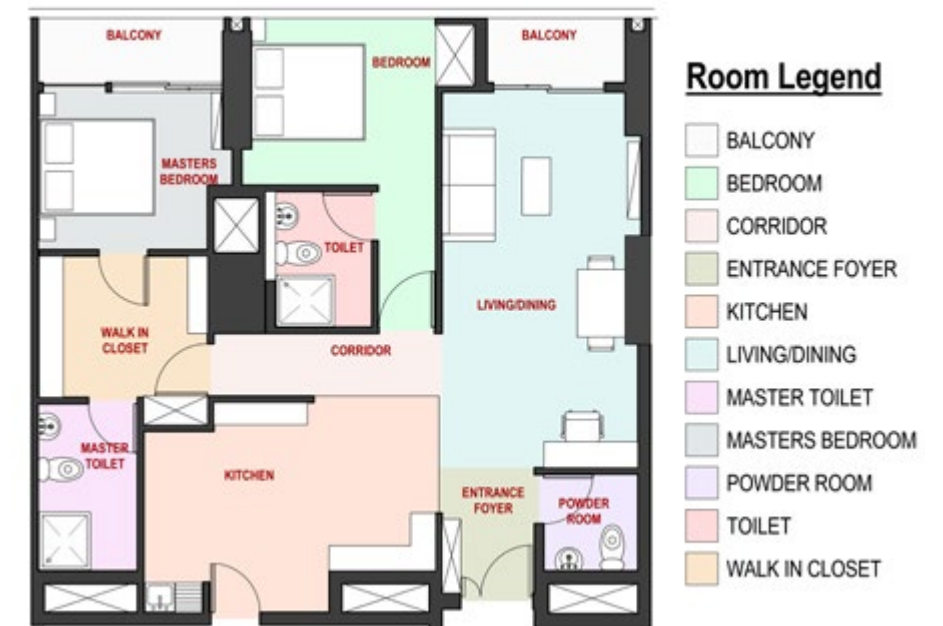 BALCONY
BEDROOM
BALCONY
MASTERS
BEDROOM
TOILET
LIVING/DINING
WALK IN
CLOSET
CORRIDOR
MASTER
TOILET
KITCHEN
ENTRANCE
FOYER
POWDER
ROOM
Room Legend
BALCONY
BEDROOM
CORRIDOR
ENTRANCE FOYER
KITCHEN
LIVING/DINING
MASTER TOILET
MASTERS BEDROOM
POWDER ROOM
TOILET
WALK IN CLOSET